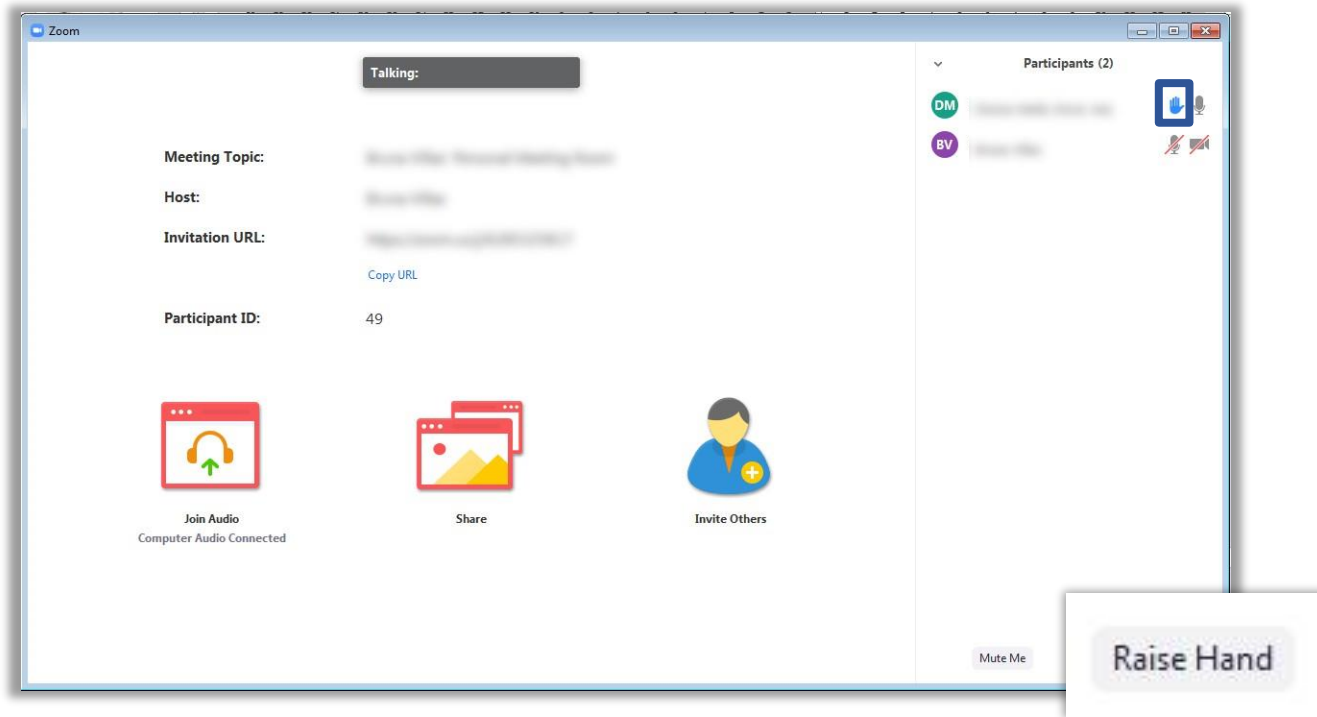 Zoom
Talking:
Participants (2)
DM
BV
Meeting Topic:
Host:
Invitation URL:
Copy URL
Participant ID: 49
Join Audio
Computer Audio Connected
Share
Invite Others
Mute Me
Raise Hand